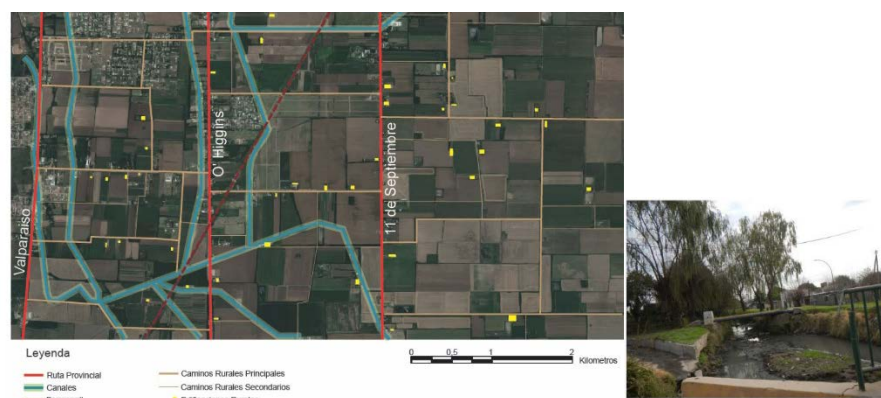 Valparaiso
O' Higgins
11 de Septiembre
Leyenda
0 0,5 1 2
Kilometros
Ruta Provincial
Caminos Rurales Principales
Canales
Caminos Rurales Secundarios